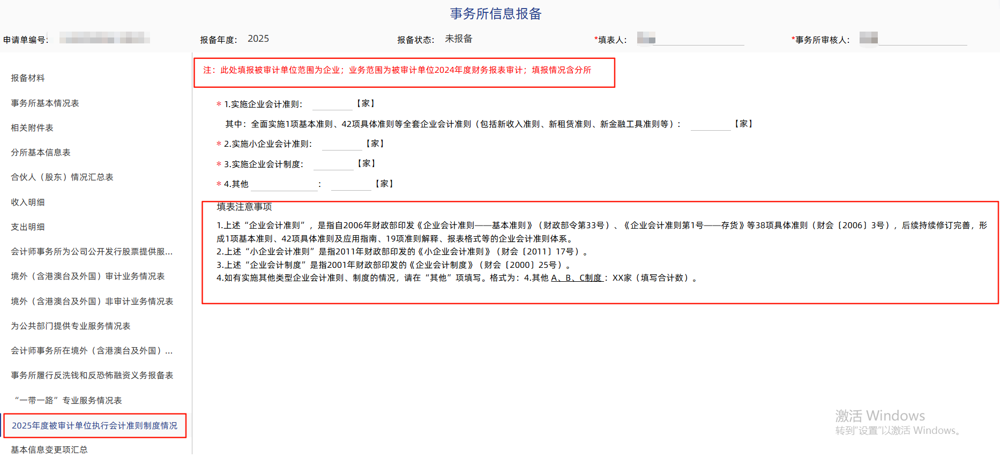 事务所信息报备
申请单编号: 报备年度: 2025 报备状态: 未报备 *填表人: *事务所审核人:
报备材料
事务所基本情况表
相关附件表
分所基本信息表
合伙人（股东）情况汇总表
收入明细
支出明细
会计师事务所为公司公开发行股票提供服...
境外（含港澳台及外国）审计业务情况表
境外（含港澳台及外国）非审计业务情况表
为公共部门提供专业服务情况表
会计师事务所在境外（含港澳台及外国）...
事务所履行反洗钱和反恐怖融资义务报备表
“一带一路”专业服务情况表
2025年度被审计单位执行会计准则制度情况
基本信息变更项汇总
注：此处填报被审计单位范围为企业；业务范围为被审计单位2024年度财务报表审计；填报情况含分所
* 1.实施企业会计准则： 【家】
其中：全面实施1项基本准则、42项具体准则等全套企业会计准则（包括新收入准则、新租赁准则、新金融工具准则等）： 【家】
* 2.实施小企业会计准则： 【家】
* 3.实施企业会计制度： 【家】
* 4.其他 ： 【家】
填表注意事项
1.上述“企业会计准则”，是指自2006年财政部印发《企业会计准则——基本准则》（财政部令第33号）、《企业会计准则第1号——存货》等38项具体准则（财会〔2006〕3号），后续持续修订完善，形
成1项基本准则、42项具体准则及应用指南、19项准则解释、报表格式等的企业会计准则体系。
2.上述“小企业会计准则”是指2011年财政部印发的《小企业会计准则》（财会〔2011〕17号）。
3.上述“企业会计制度”是指2001年财政部印发的《企业会计制度》（财会〔2000〕25号）。
4.如有实施其他类型企业会计准则、制度的情况，请在“其他”项填写。格式为：4.其他 A、B、C制度 ：XX家（填写合计数）。
激活 Windows
转到“设置”以激活 Windows。